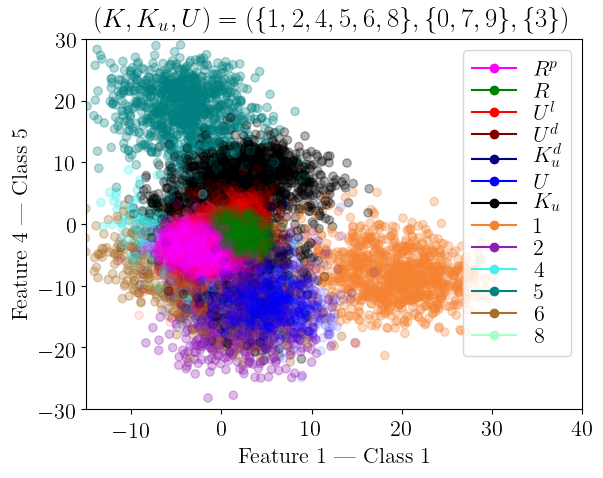 (K, K_u, U) = ({1, 2, 4, 5, 6, 8}, {0, 7, 9}, {3})
30
20
10
0
−10
−20
−30
Feature 4 — Class 5
−10
0
10
20
30
40
Feature 1 — Class 1
R^p
R
U^l
U^d
K_u^d
U
K_u
1
2
4
5
6
8